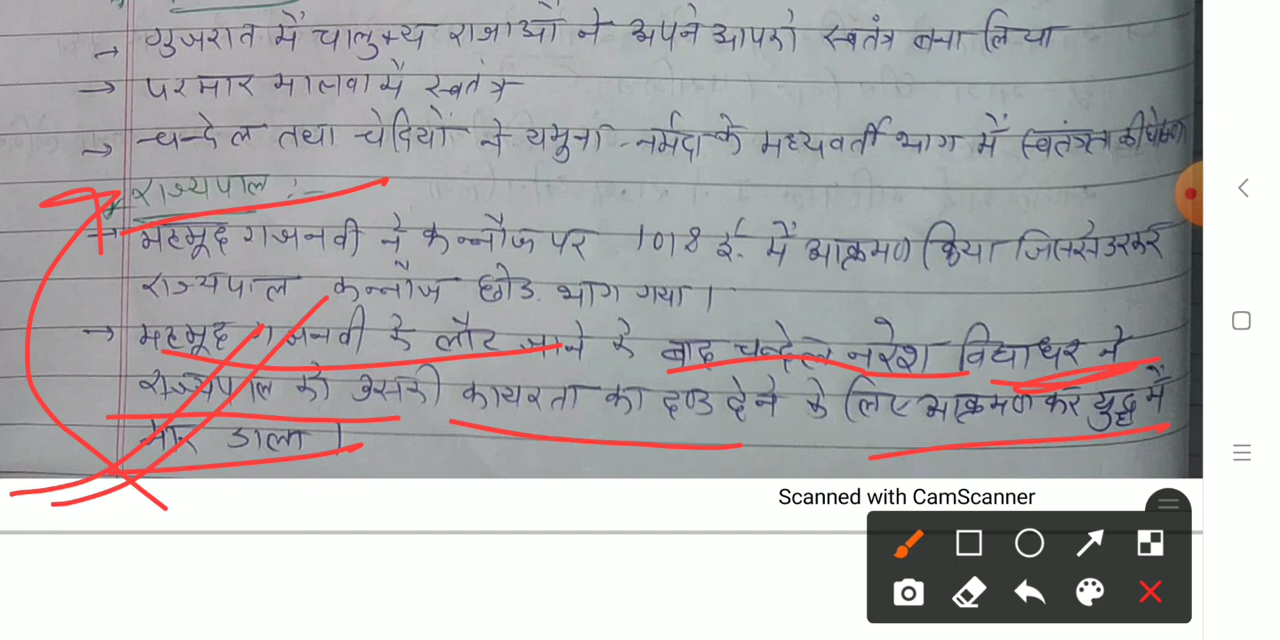 → गुजरात में चालुक्य राजाओं ने अपने आपको स्वतंत्र बना लिया
→ परमार मालवा में स्वतंत्र
→ चन्देल तथा चेदियों ने यमुना - नर्मदा के मध्यवर्ती भाग में स्वतंत्रता की घोषणा
राज्यपाल :-
→ महमूद गजनवी ने कन्नौज पर 1018 ई. में आक्रमण किया जिससे डरकर
राज्यपाल कन्नौज छोड़ भाग गया।
→ महमूद गजनवी के लौट जाने के बाद चन्देल नरेश विद्याधर ने
राज्यपाल को उसकी कायरता का दण्ड देने के लिए आक्रमण कर युद्ध में
मार डाला।
Scanned with CamScanner